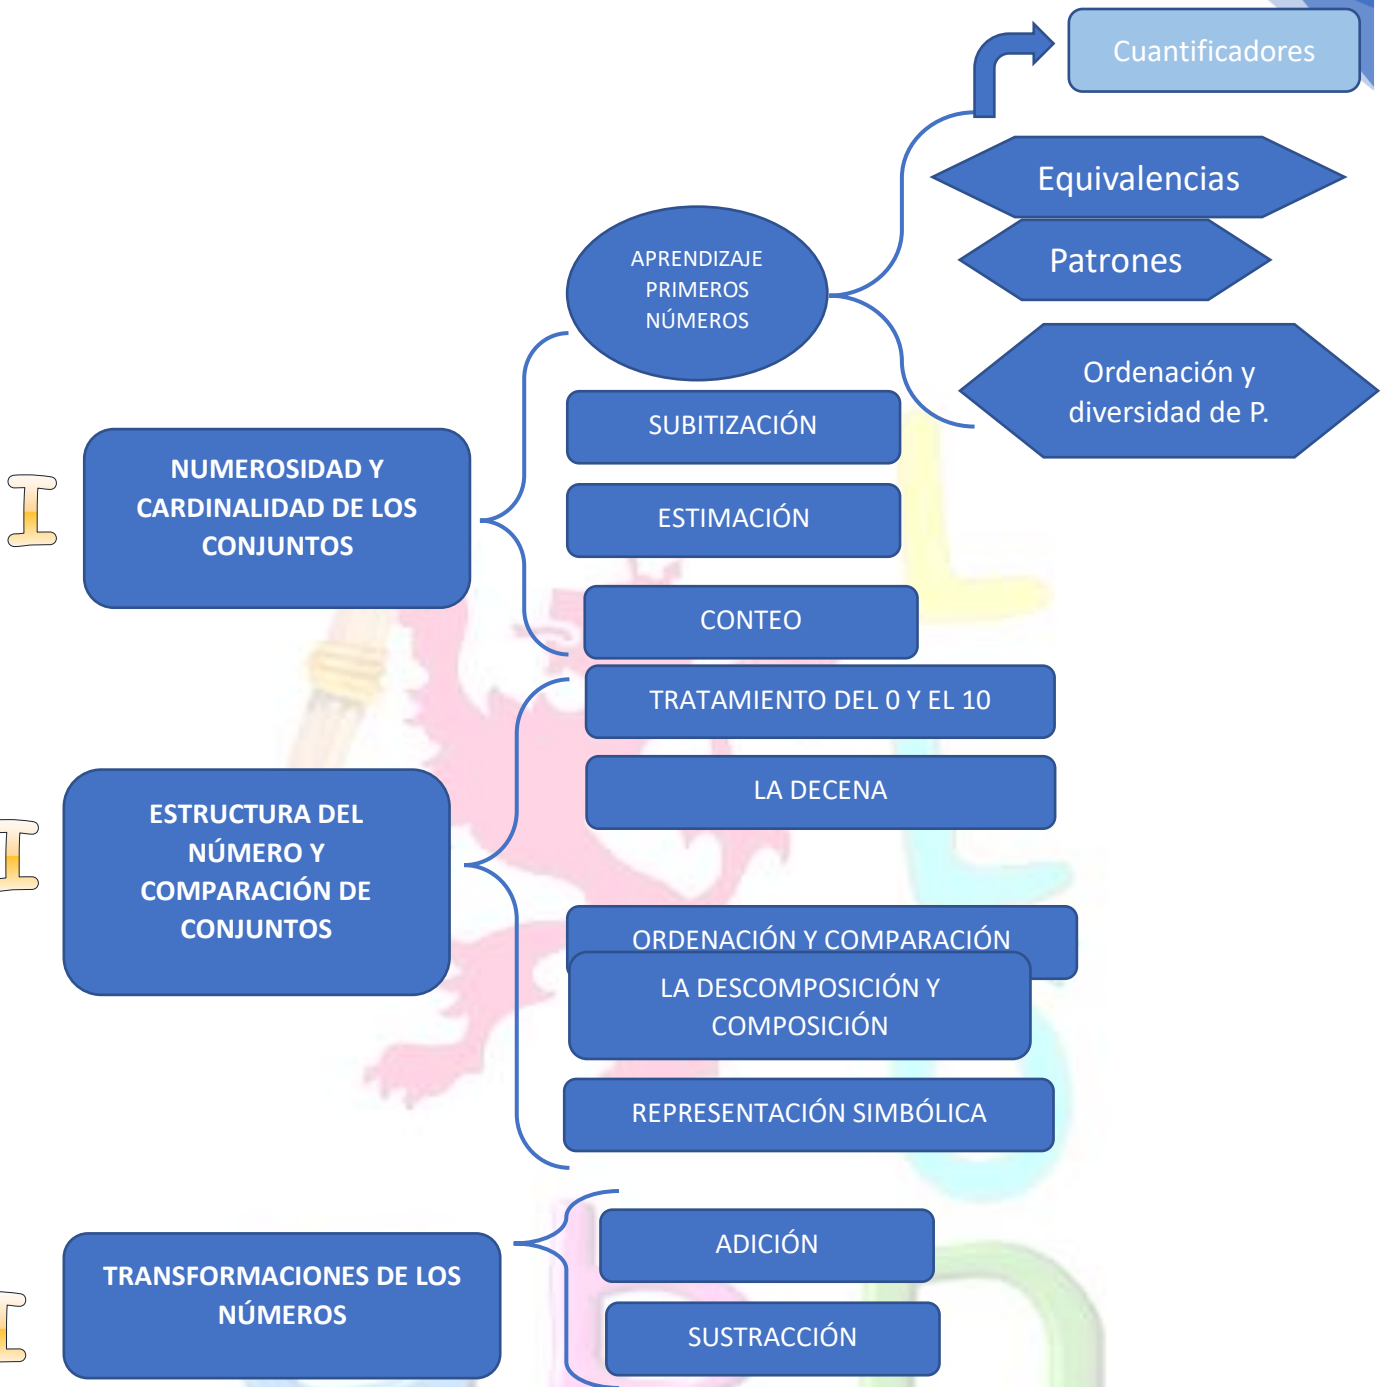 Cuantificadores
Equivalencias
Patrones
Ordenación y
diversidad de P.
APRENDIZAJE
PRIMEROS
NÚMEROS
SUBITIZACIÓN
ESTIMACIÓN
CONTEO
I
NUMEROSIDAD Y
CARDINALIDAD DE LOS
CONJUNTOS
TRATAMIENTO DEL 0 Y EL 10
LA DECENA
ORDENACIÓN Y COMPARACIÓN
LA DESCOMPOSICIÓN Y
COMPOSICIÓN
REPRESENTACIÓN SIMBÓLICA
I
ESTRUCTURA DEL
NÚMERO Y
COMPARACIÓN DE
CONJUNTOS
ADICIÓN
SUSTRACCIÓN
I
TRANSFORMACIONES DE LOS
NÚMEROS